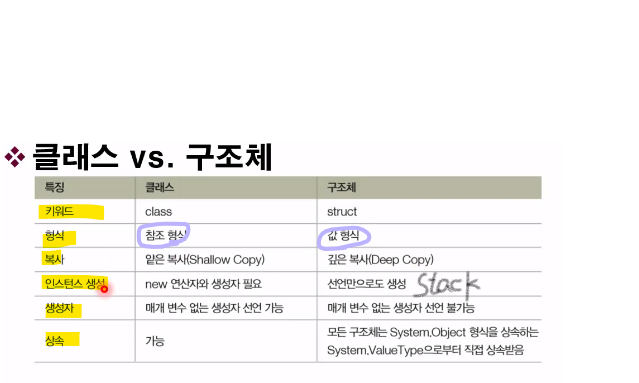 ❖ 클래스 vs. 구조체
특징 클래스 구조체
키워드 class struct
형식 참조 형식 값 형식
복사 얕은 복사(Shallow Copy) 깊은 복사(Deep Copy)
인스턴스 생성 new 연산자와 생성자 필요 선언만으로도 생성 Stack
생성자 매개 변수 없는 생성자 선언 가능 매개 변수 없는 생성자 선언 불가능
상속 가능 모든 구조체는 System.Object 형식을 상속하는
System.ValueType으로부터 직접 상속받음